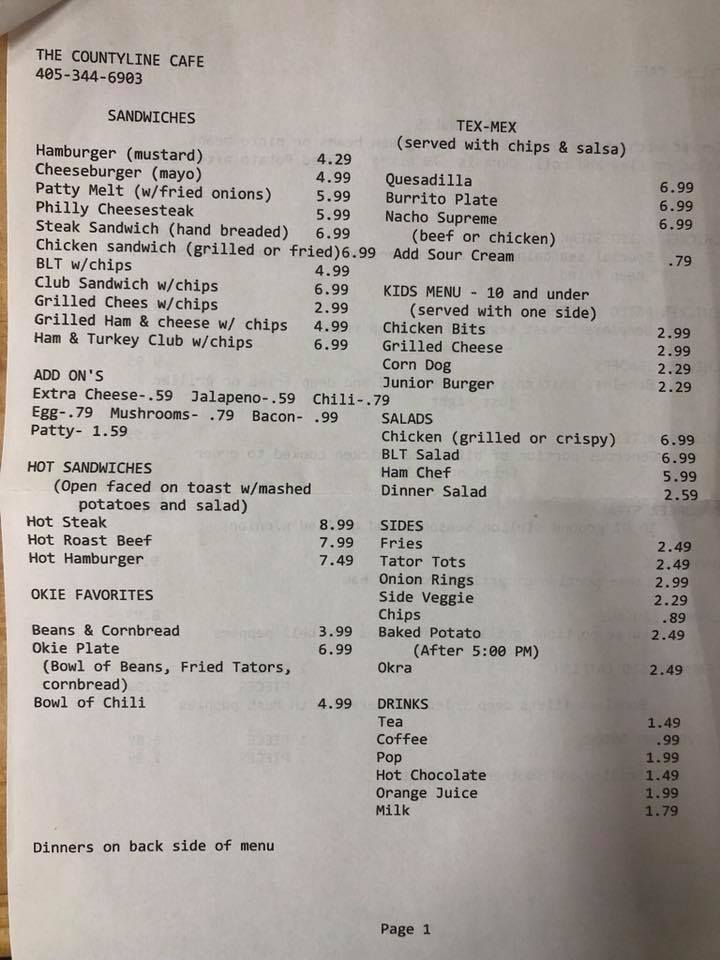 THE COUNTYLINE CAFE
405-344-6903
SANDWICHES
Hamburger (mustard) 4.29
Cheeseburger (mayo) 4.99
Patty Melt (w/fried onions) 5.99
Philly Cheesesteak 5.99
Steak Sandwich (hand breaded) 6.99
Chicken sandwich (grilled or fried)6.99
BLT w/chips 4.99
Club Sandwich w/chips 6.99
Grilled Chees w/chips 2.99
Grilled Ham & cheese w/ chips 4.99
Ham & Turkey Club w/chips 6.99
ADD ON'S
Extra Cheese-.59 Jalapeno-.59 Chili-.79
Egg-.79 Mushrooms- .79 Bacon- .99
Patty- 1.59
HOT SANDWICHES
(Open faced on toast w/mashed
potatoes and salad)
Hot Steak 8.99
Hot Roast Beef 7.99
Hot Hamburger 7.49
OKIE FAVORITES
Beans & Cornbread 3.99
Okie Plate 6.99
(Bowl of Beans, Fried Tators,
cornbread)
Bowl of Chili 4.99
Dinners on back side of menu
TEX-MEX
(served with chips & salsa)
Quesadilla 6.99
Burrito Plate 6.99
Nacho Supreme 6.99
(beef or chicken)
Add Sour Cream .79
KIDS MENU - 10 and under
(served with one side)
Chicken Bits 2.99
Grilled Cheese 2.99
Corn Dog 2.29
Junior Burger 2.29
SALADS
Chicken (grilled or crispy) 6.99
BLT Salad 6.99
Ham Chef 5.99
Dinner Salad 2.59
SIDES
Fries 2.49
Tator Tots 2.49
Onion Rings 2.99
Side Veggie 2.29
Chips .89
Baked Potato 2.49
(After 5:00 PM)
Okra 2.49
DRINKS
Tea 1.49
Coffee .99
Pop 1.99
Hot Chocolate 1.49
Orange Juice 1.99
Milk 1.79
Page 1